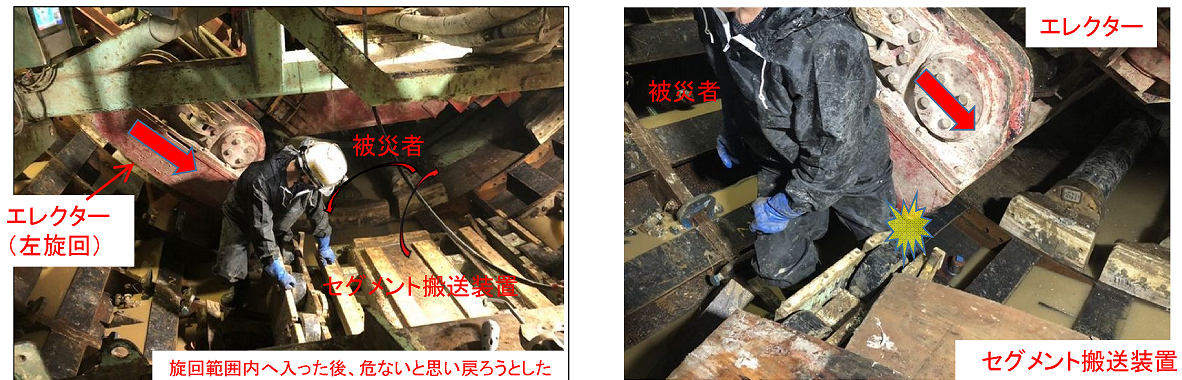 被災者
エレクター
（左旋回）
セグメント搬送装置
旋回範囲内へ入った後、危ないと思い戻ろうとした
エレクター
被災者
セグメント搬送装置